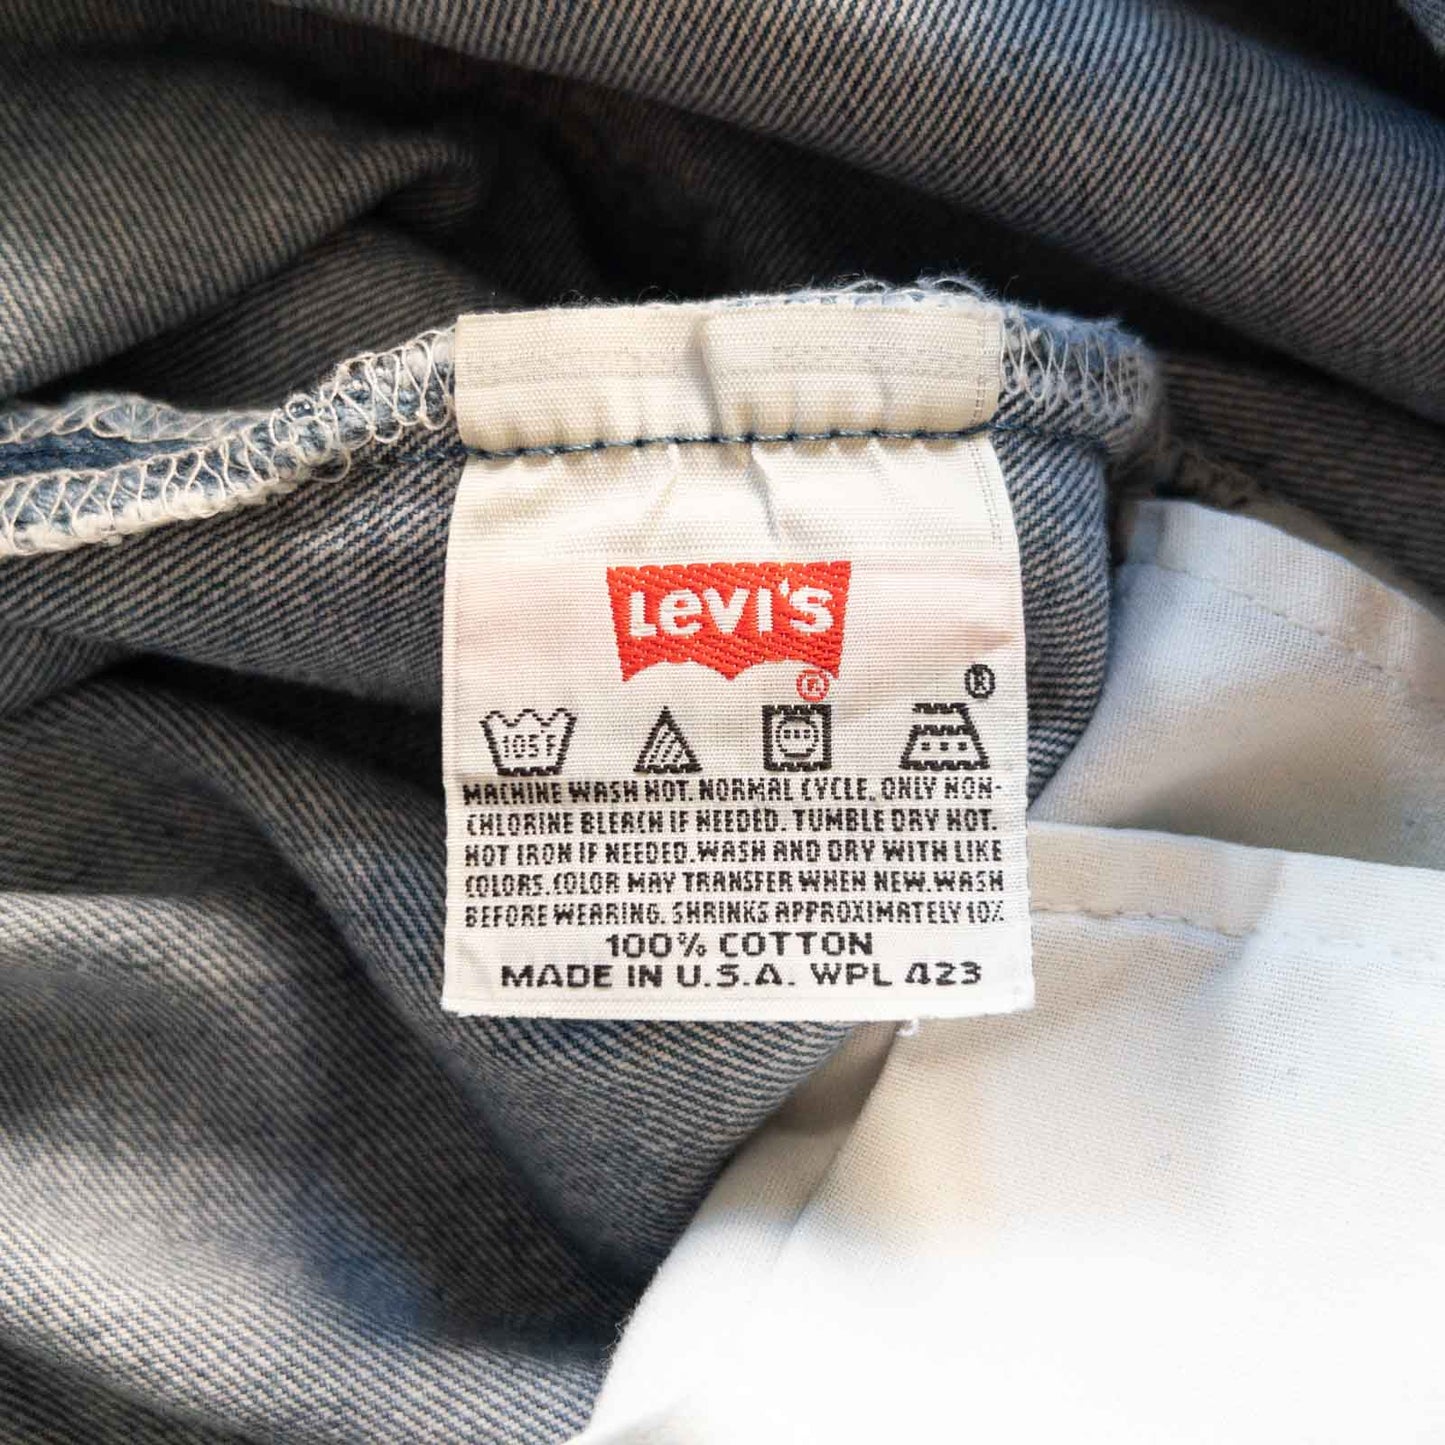 LEVI'S
®
®
105°F
MACHINE WASH HOT. NORMAL CYCLE. ONLY NON-
CHLORINE BLEACH IF NEEDED. TUMBLE DRY HOT.
HOT IRON IF NEEDED. WASH AND DRY WITH LIKE
COLORS. COLOR MAY TRANSFER WHEN NEW. WASH
BEFORE WEARING. SHRINKS APPROXIMATELY 10%
100% COTTON
MADE IN U.S.A. WPL 423